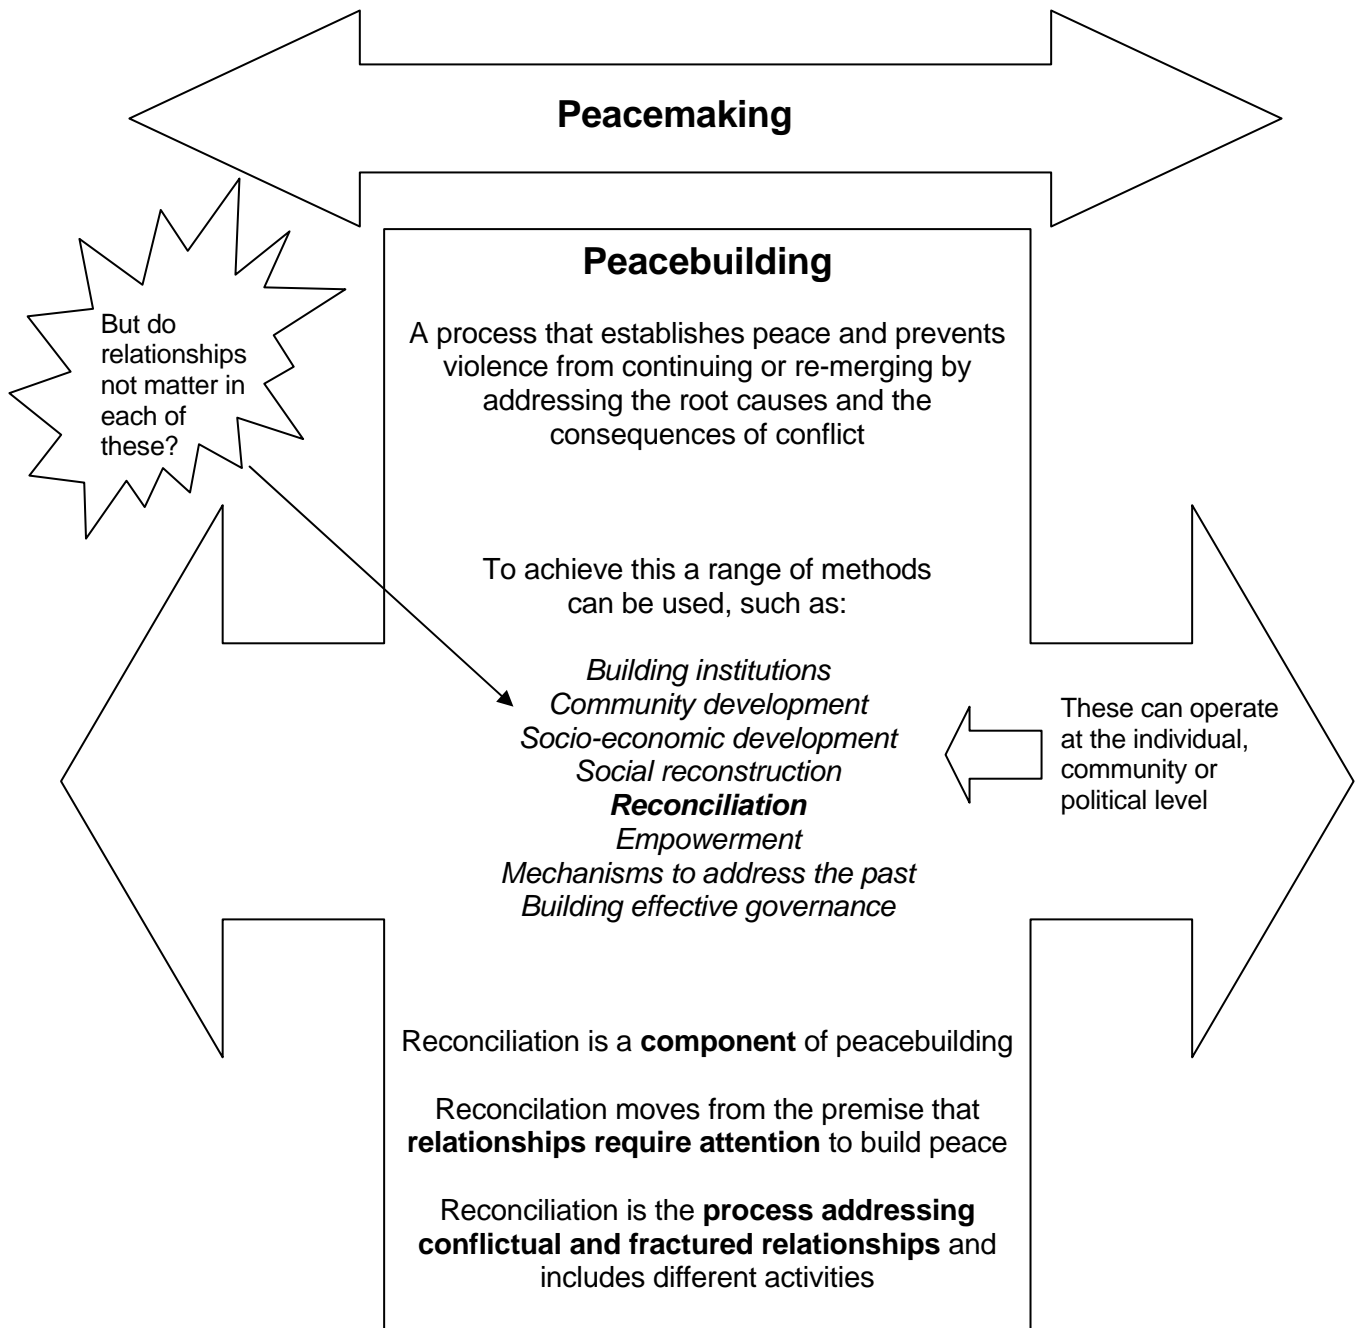 Peacemaking
Peacebuilding
A process that establishes peace and prevents
violence from continuing or re-merging by
addressing the root causes and the
consequences of conflict
But do
relationships
not matter in
each of
these?
To achieve this a range of methods
can be used, such as:
Building institutions
Community development
Socio-economic development
Social reconstruction
Reconciliation
Empowerment
Mechanisms to address the past
Building effective governance
These can operate
at the individual,
community or
political level
Reconciliation is a component of peacebuilding
Reconcilation moves from the premise that
relationships require attention to build peace
Reconciliation is the process addressing
conflictual and fractured relationships and
includes different activities